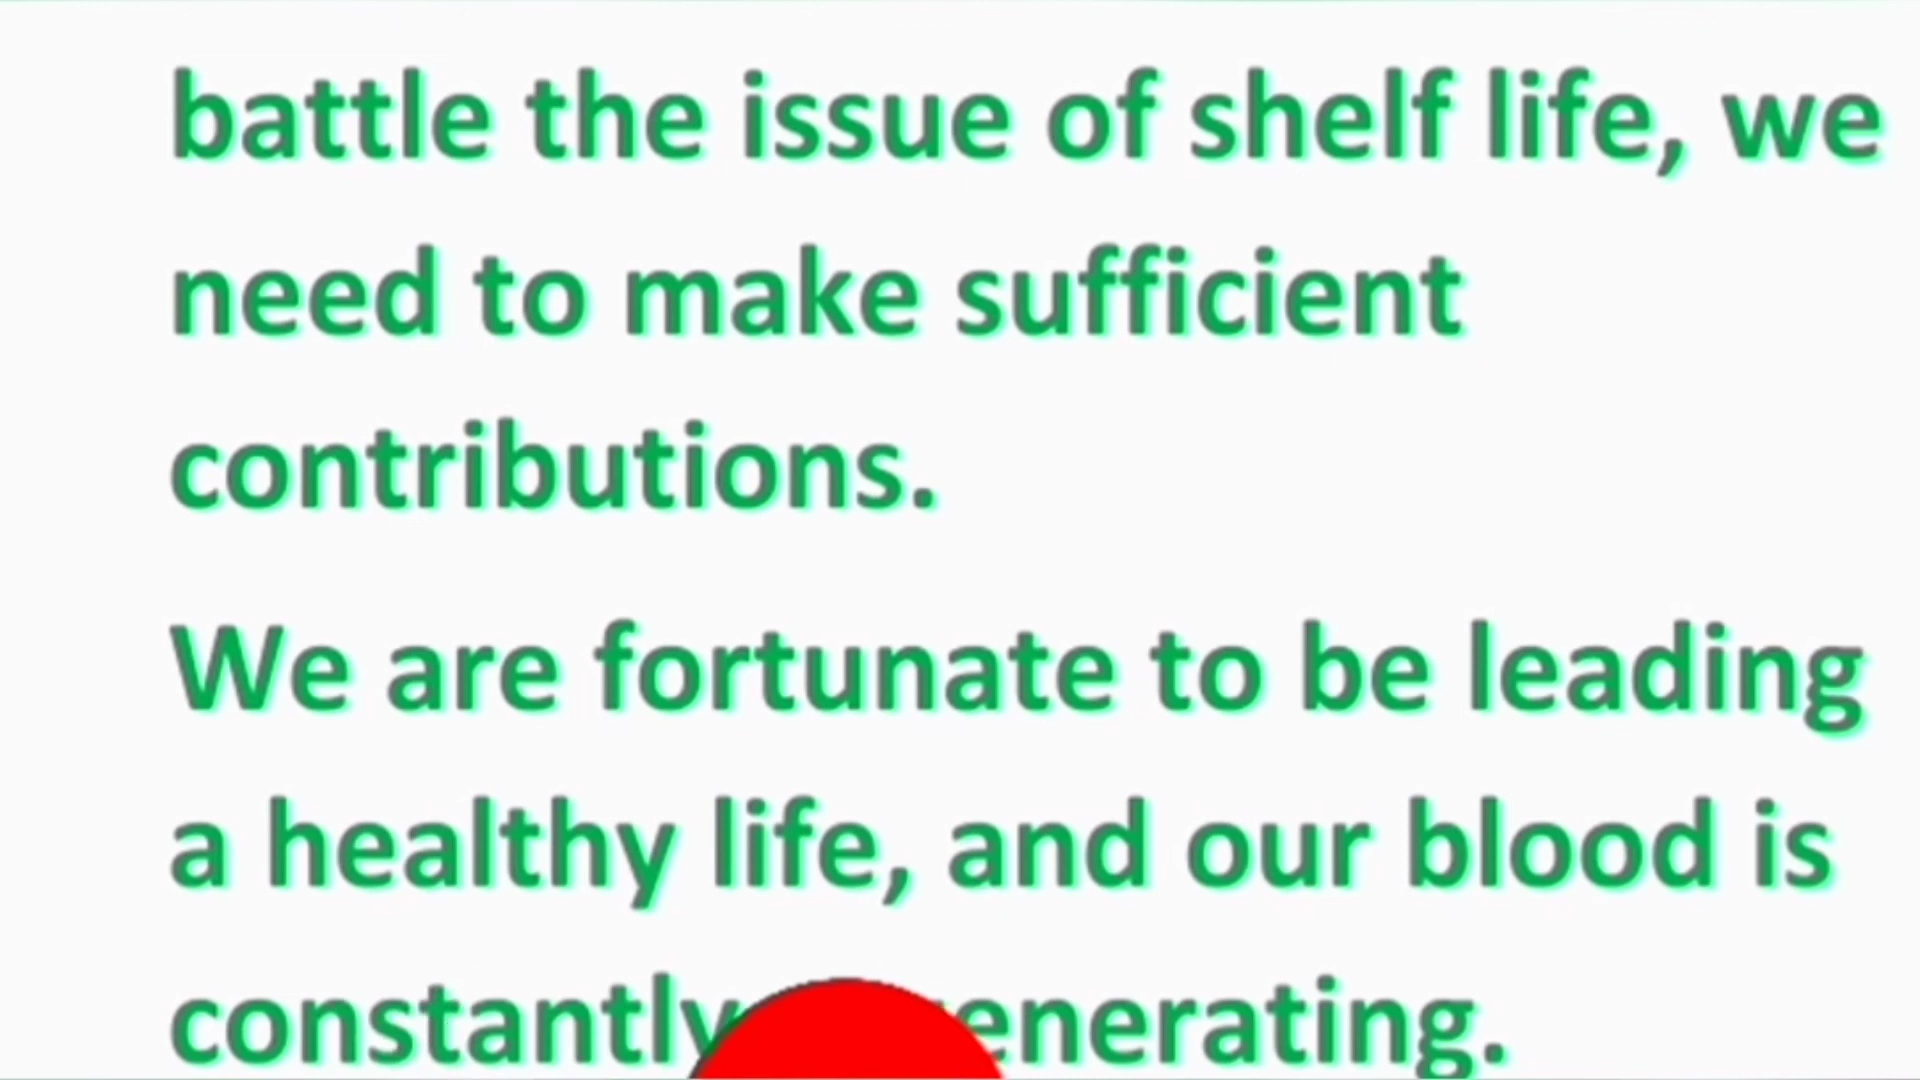 battle the issue of shelf life, we
need to make sufficient
contributions.
We are fortunate to be leading
a healthy life, and our blood is
constantly